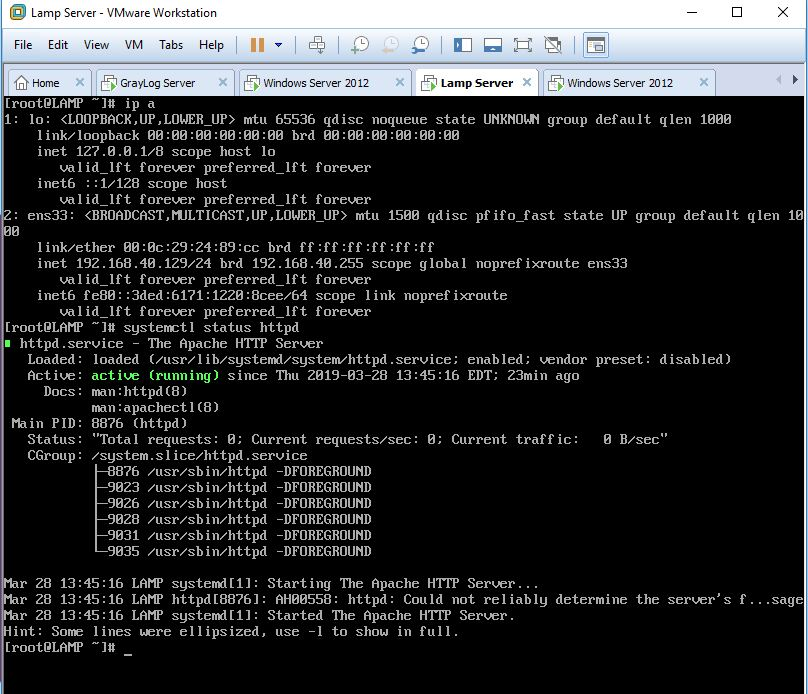 Lamp Server - VMware Workstation
File Edit View VM Tabs Help
Home GrayLog Server Windows Server 2012 Lamp Server Windows Server 2012
[root@LAMP ~]# ip a
1: lo: <LOOPBACK,UP,LOWER_UP> mtu 65536 qdisc noqueue state UNKNOWN group default qlen 1000
link/loopback 00:00:00:00:00:00 brd 00:00:00:00:00:00
inet 127.0.0.1/8 scope host lo
valid_lft forever preferred_lft forever
inet6 ::1/128 scope host
valid_lft forever preferred_lft forever
2: ens33: <BROADCAST,MULTICAST,UP,LOWER_UP> mtu 1500 qdisc pfifo_fast state UP group default qlen 10
00
link/ether 00:0c:29:24:89:cc brd ff:ff:ff:ff:ff:ff
inet 192.168.40.129/24 brd 192.168.40.255 scope global noprefixroute ens33
valid_lft forever preferred_lft forever
inet6 fe80::3ded:6171:1220:8cee/64 scope link noprefixroute
valid_lft forever preferred_lft forever
[root@LAMP ~]# systemctl status httpd
httpd.service - The Apache HTTP Server
Loaded: loaded (/usr/lib/systemd/system/httpd.service; enabled; vendor preset: disabled)
Active: active (running) since Thu 2019-03-28 13:45:16 EDT; 23min ago
Docs: man:httpd(8)
man:apachectl(8)
Main PID: 8876 (httpd)
Status: "Total requests: 0; Current requests/sec: 0; Current traffic:   0 B/sec"
CGroup: /system.slice/httpd.service
├─8876 /usr/sbin/httpd -DFOREGROUND
├─9023 /usr/sbin/httpd -DFOREGROUND
├─9026 /usr/sbin/httpd -DFOREGROUND
├─9028 /usr/sbin/httpd -DFOREGROUND
├─9031 /usr/sbin/httpd -DFOREGROUND
└─9035 /usr/sbin/httpd -DFOREGROUND
Mar 28 13:45:16 LAMP systemd[1]: Starting The Apache HTTP Server...
Mar 28 13:45:16 LAMP httpd[8876]: AH00558: httpd: Could not reliably determine the server's f...sage
Mar 28 13:45:16 LAMP systemd[1]: Started The Apache HTTP Server.
Hint: Some lines were ellipsized, use -l to show in full.
[root@LAMP ~]# _